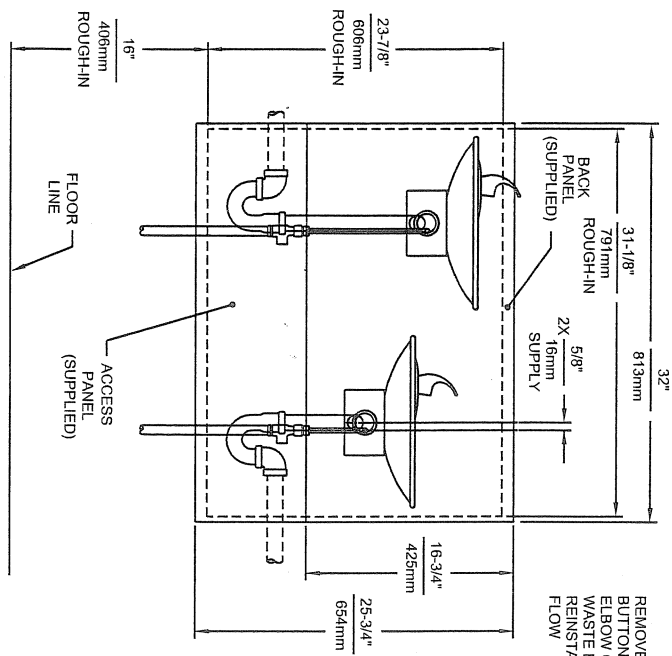 32"
813mm
31-1/8"
791mm
ROUGH-IN
5/8"
2X
16mm
SUPPLY
BACK
PANEL
(SUPPLIED)
23-7/8"
606mm
ROUGH-IN
16"
406mm
ROUGH-IN
FLOOR
LINE
ACCESS
PANEL
(SUPPLIED)
16-3/4"
425mm
25-3/4"
654mm
REMOVE
BUTTON
ELBOW
WASTE
REINSTA
FLOW